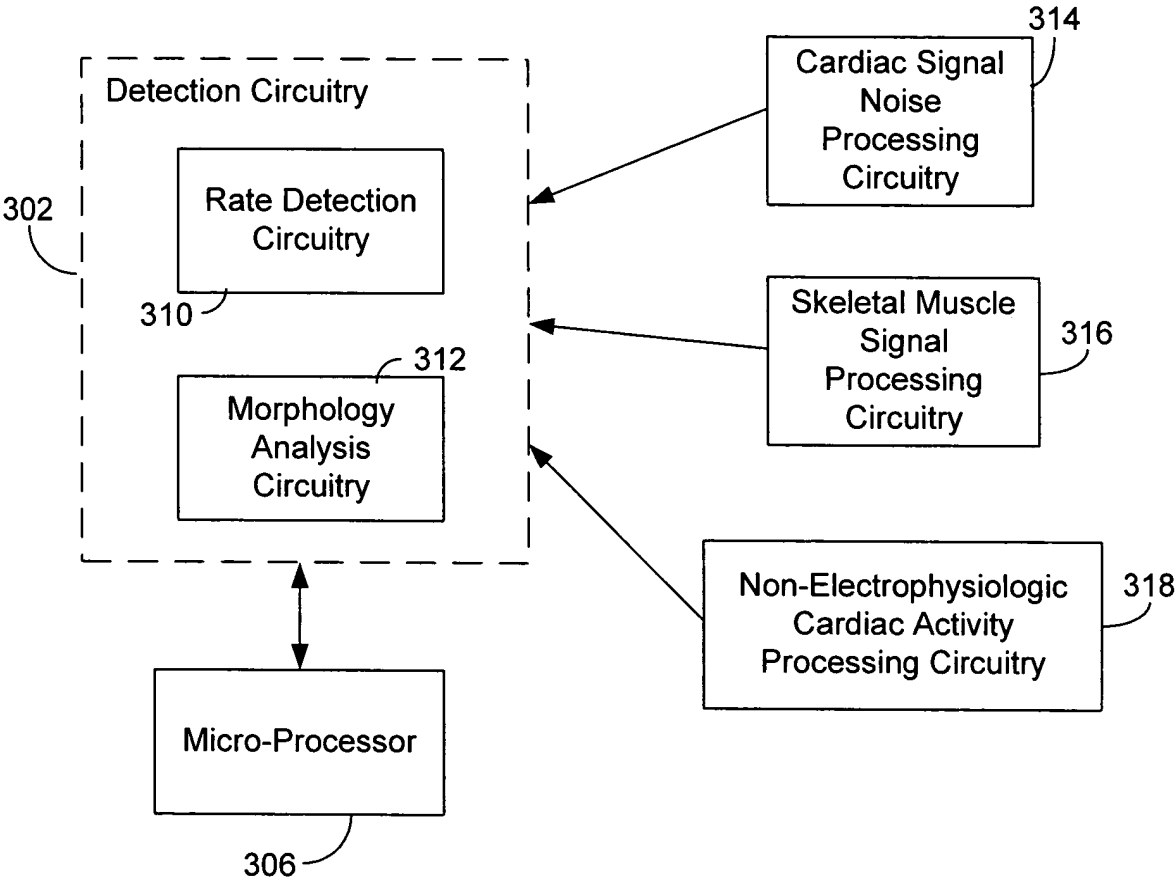 Detection Circuitry
302
Rate Detection
Circuitry
310
312
Morphology
Analysis
Circuitry
Micro-Processor
306
314
Cardiac Signal
Noise
Processing
Circuitry
Skeletal Muscle
Signal
Processing
Circuitry
316
Non-Electrophysiologic
Cardiac Activity
Processing Circuitry
318